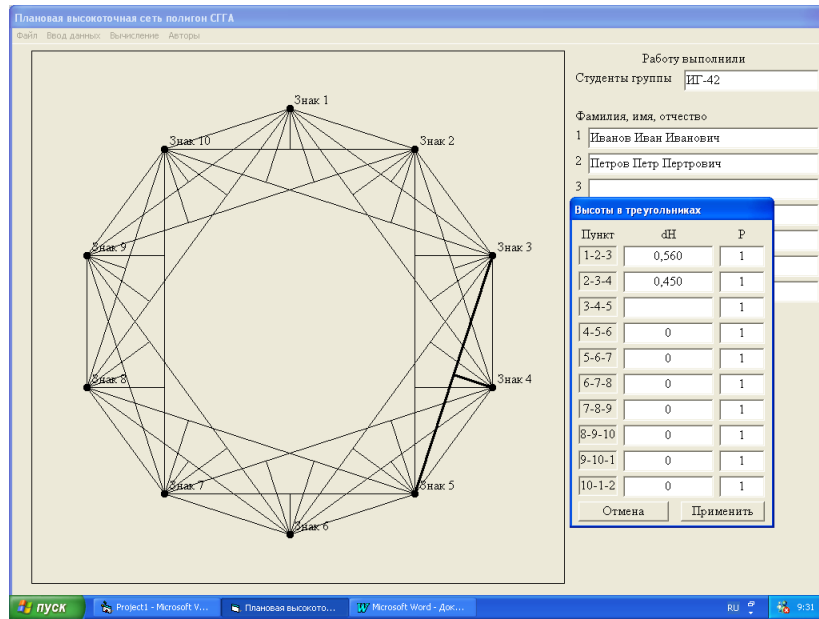 Плановая высокоточная сеть полигон СГГА
Файл Ввод данных Вычисление Авторы
Работу выполнили
Студенты группы ИГ-42
Фамилия, имя, отчество
1 Иванов Иван Иванович
2 Петров Петр Пертрович
3
Знак 1
Знак 10
Знак 2
Знак 9
Знак 3
Знак 8
Знак 4
Знак 7
Знак 5
Знак 6
Высоты в треугольниках
Пункт dH P
1-2-3 0,560 1
2-3-4 0,450 1
3-4-5 1
4-5-6 0 1
5-6-7 0 1
6-7-8 0 1
7-8-9 0 1
8-9-10 0 1
9-10-1 0 1
10-1-2 0 1
Отмена Применить
пуск Project1 - Microsoft V... Плановая высокото... Microsoft Word - Док... RU 9:31